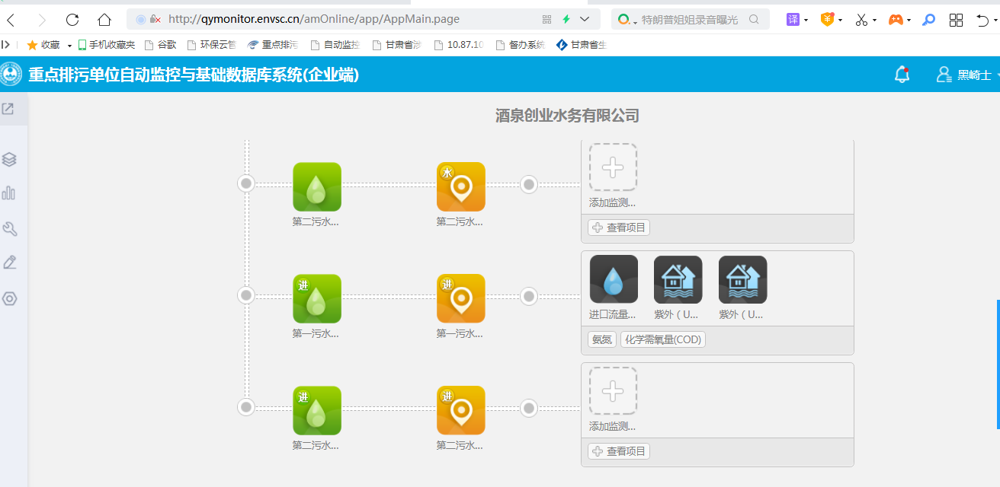 http://qymonitor.envsc.cn/amOnline/app/AppMain.page
特朗普姐姐录音曝光
译
收藏 手机收藏夹 谷歌 环保云管 重点排污 自动监控 甘肃省涉 10.87.10 督办系统 甘肃省生
重点排污单位自动监控与基础数据库系统(企业端)
黑崎士
酒泉创业水务有限公司
水
添加监测...
第二污水... 第二污水...
查看项目
进 进
进口流量... 紫外（U... 紫外（U...
第一污水... 第一污水...
氨氮 化学需氧量(COD)
进 进
添加监测...
第二污水... 第二污水...
查看项目